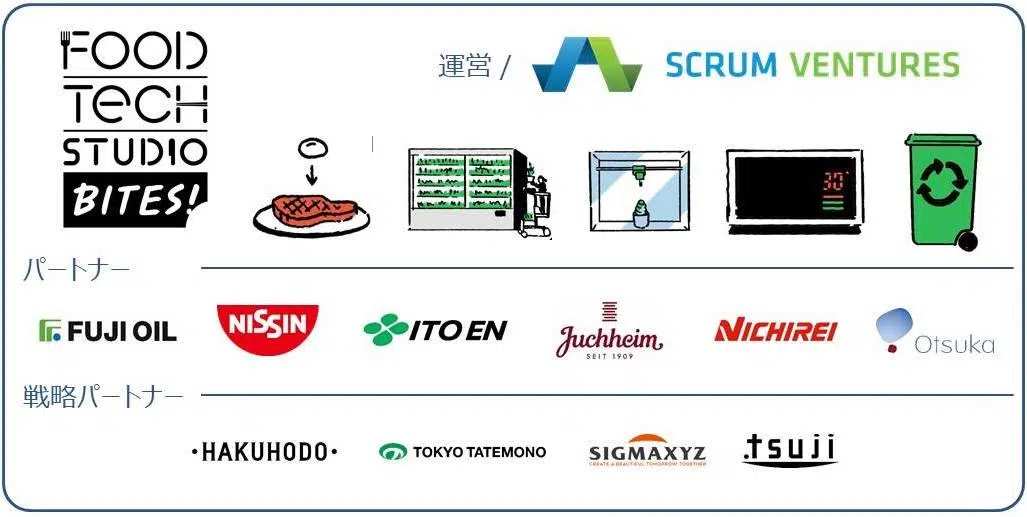 FOOD
TECH
STUDIO
BITES!
運営 / SCRUM VENTURES
30
パートナー
FUJI OIL
NISSIN
ITO EN
Juchheim
SEIT 1909
NICHIREI
Otsuka
戦略パートナー
・HAKUHODO・
TOKYO TATEMONO
SIGMAXYZ
CREATE A BEAUTIFUL TOMORROW TOGETHER
tsuji